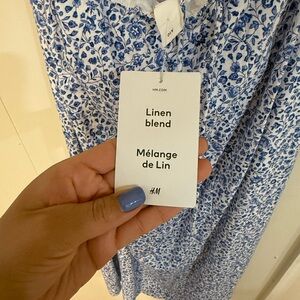 HM.COM
Linen
blend
Mélange
de Lin
H&M